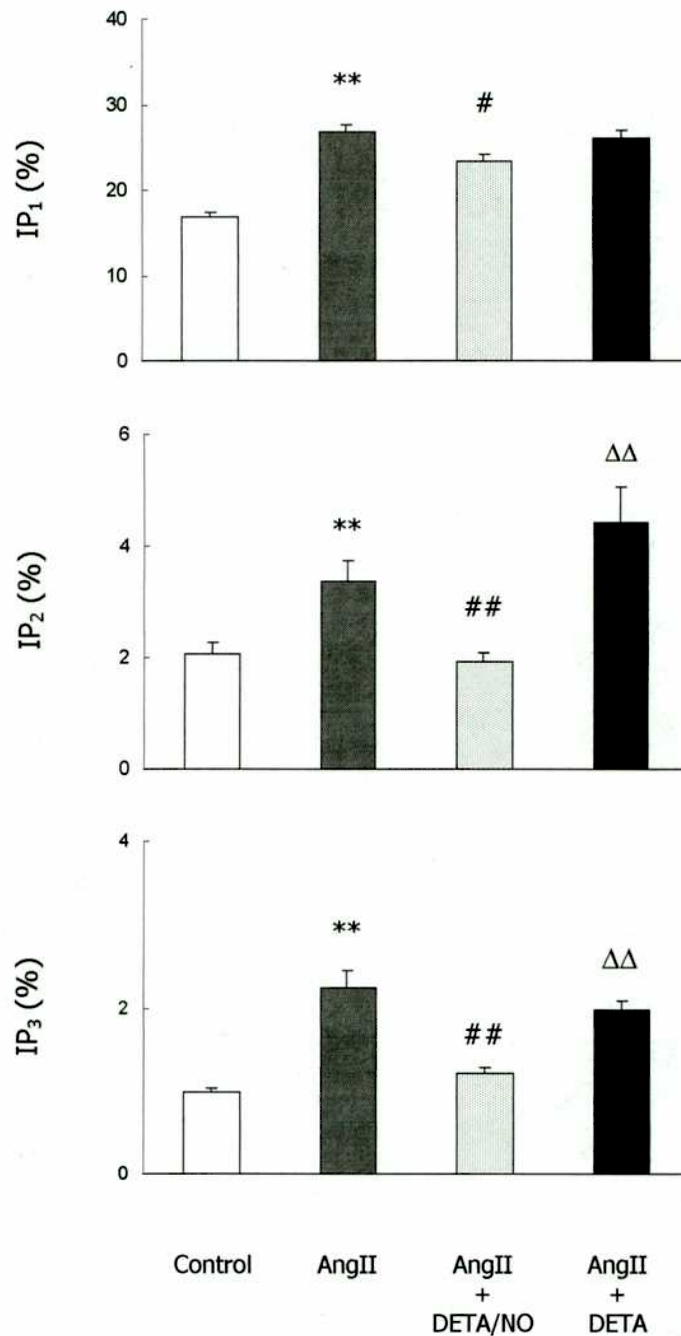 40
30
20
10
0
IP₁ (%)
** #
6
4
2
0
IP₂ (%)
** ## ΔΔ
4
2
0
IP₃ (%)
** ## ΔΔ
Control AngII AngII AngII
+ +
DETA/NO DETA